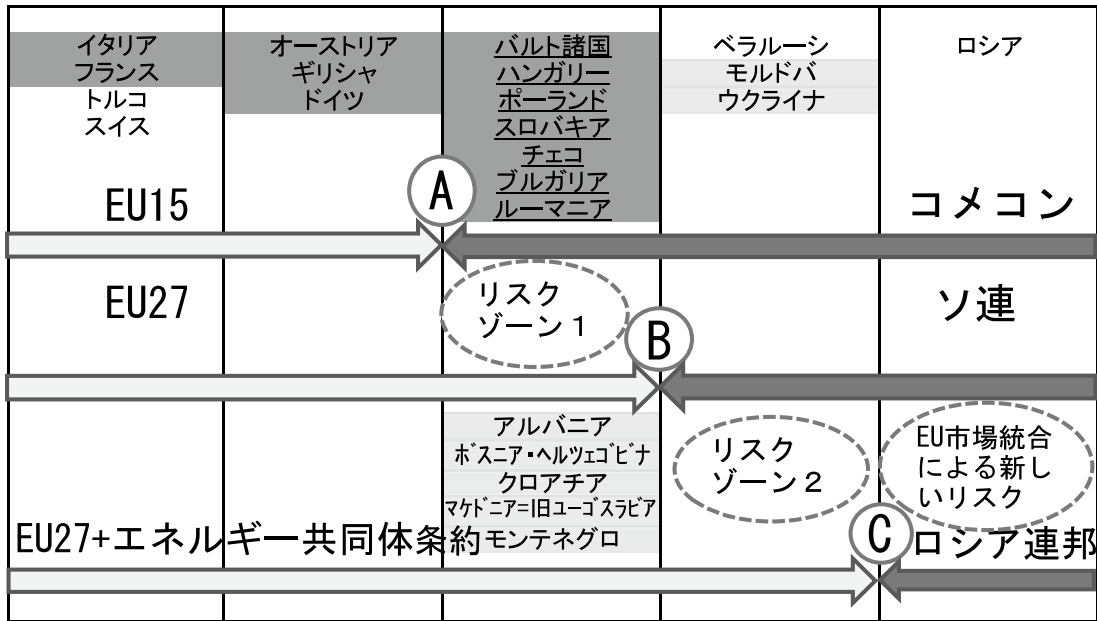 イタリア
フランス
トルコ
スイス
オーストリア
ギリシャ
ドイツ
バルト諸国
ハンガリー
ポーランド
スロバキア
チェコ
ブルガリア
ルーマニア
ベラルーシ
モルドバ
ウクライナ
ロシア
EU15
A
コメコン
EU27
リスク
ゾーン1
B
ソ連
アルバニア
ボスニア・ヘルツェゴビナ
クロアチア
マケドニア=旧ユーゴスラビア
モンテネグロ
リスク
ゾーン2
EU市場統合
による新し
いリスク
EU27+エネルギー共同体条約
C
ロシア連邦